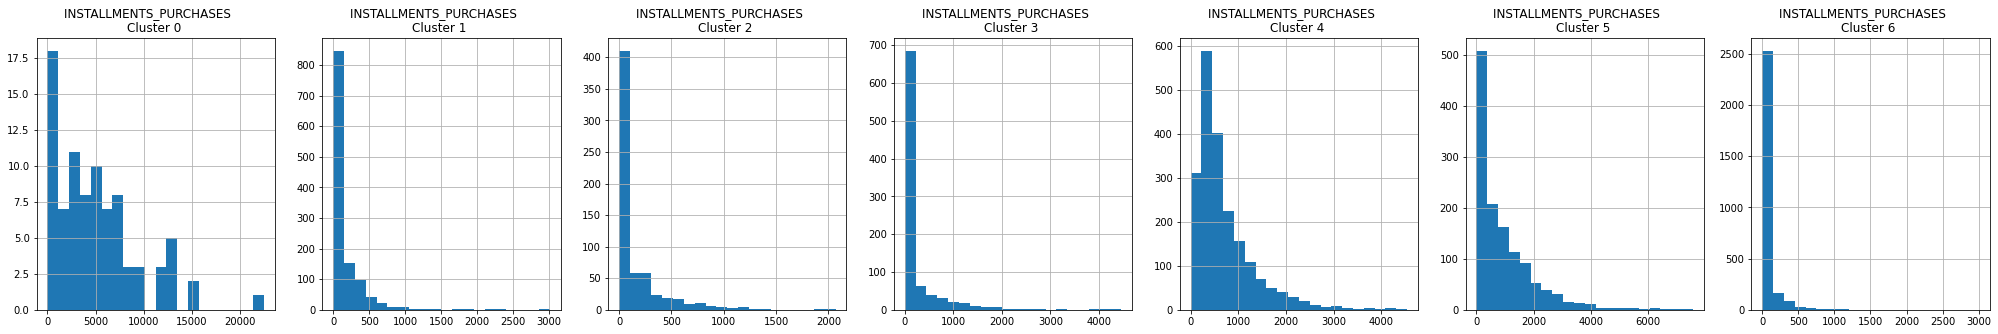 INSTALLMENTS_PURCHASES
Cluster 0
17.5
15.0
12.5
10.0
7.5
5.0
2.5
0.0
0 5000 10000 15000 20000
INSTALLMENTS_PURCHASES
Cluster 1
800
700
600
500
400
300
200
100
0
0 500 1000 1500 2000 2500 3000
INSTALLMENTS_PURCHASES
Cluster 2
400
350
300
250
200
150
100
50
0
0 500 1000 1500 2000
INSTALLMENTS_PURCHASES
Cluster 3
700
600
500
400
300
200
100
0
0 1000 2000 3000 4000
INSTALLMENTS_PURCHASES
Cluster 4
600
500
400
300
200
100
0
0 1000 2000 3000 4000
INSTALLMENTS_PURCHASES
Cluster 5
500
400
300
200
100
0
0 2000 4000 6000
INSTALLMENTS_PURCHASES
Cluster 6
2500
2000
1500
1000
500
0
0 500 1000 1500 2000 2500 3000